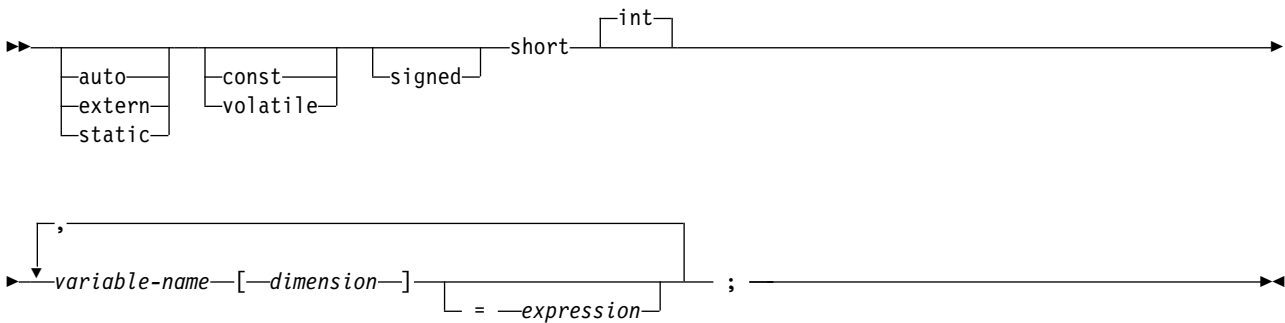 int
short
auto const signed
extern volatile
static
,
variable-name [ dimension ] ;
= expression